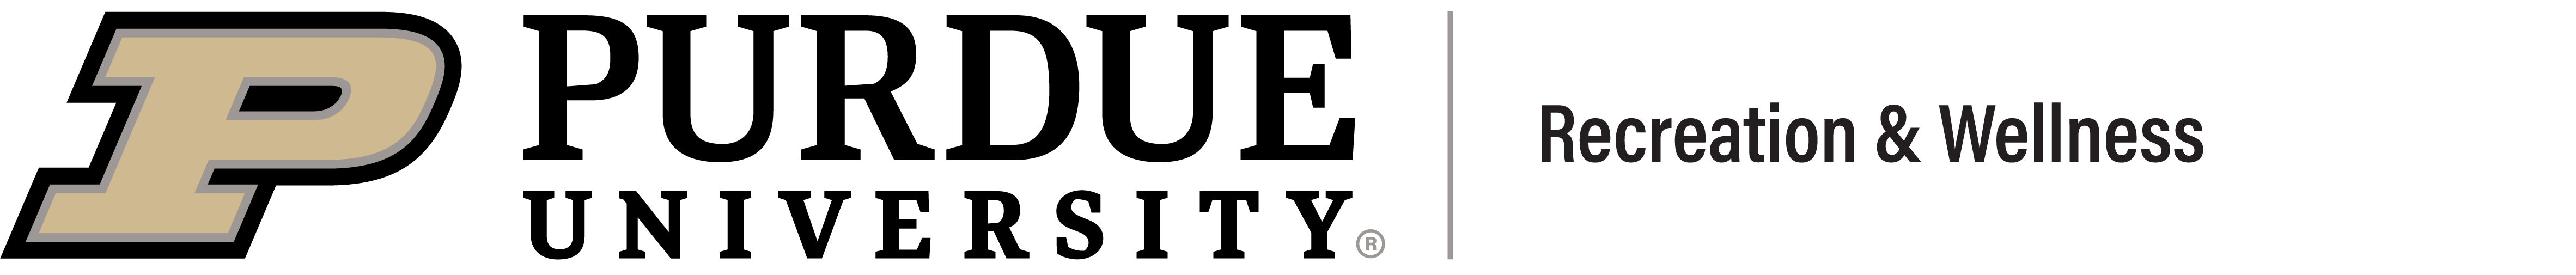 P
PURDUE
UNIVERSITY®
Recreation & Wellness